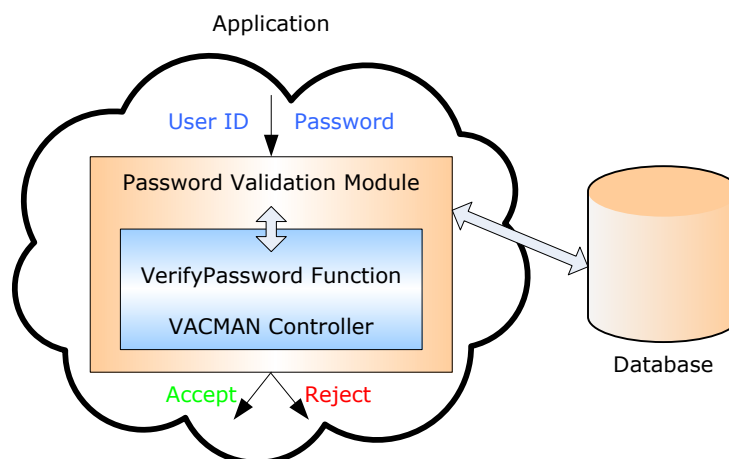 Application
User ID Password
Password Validation Module
VerifyPassword Function
VACMAN Controller
Database
Accept Reject